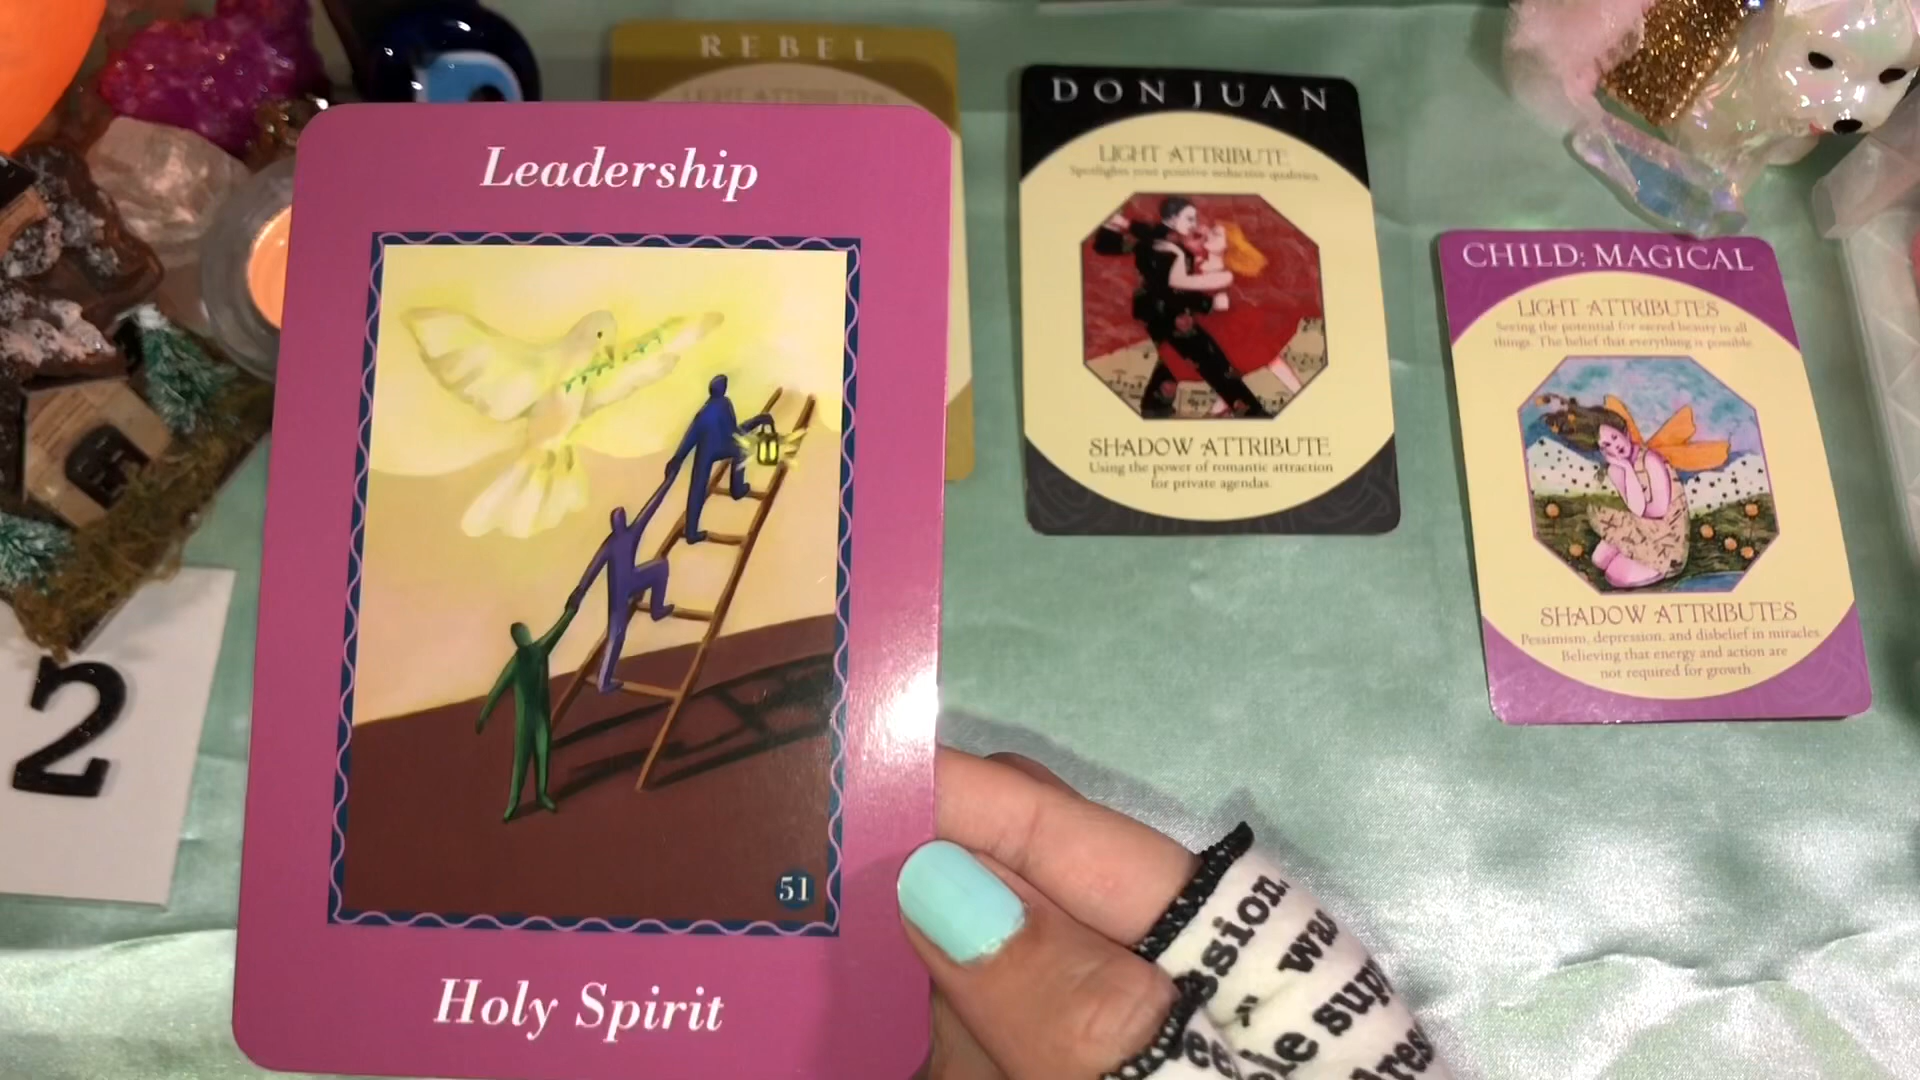 REBEL
LIGHT ATTRIBUTES
Leadership
51
Holy Spirit
DON JUAN
LIGHT ATTRIBUTE
Spotlights your positive seductive qualities.
SHADOW ATTRIBUTE
Using the power of romantic attraction
for private agendas.
CHILD: MAGICAL
LIGHT ATTRIBUTES
Seeing the potential for sacred beauty in all
things. The belief that everything is possible.
SHADOW ATTRIBUTES
Pessimism, depression, and disbelief in miracles.
Believing that energy and action are
not required for growth.
2
ssion,
" was